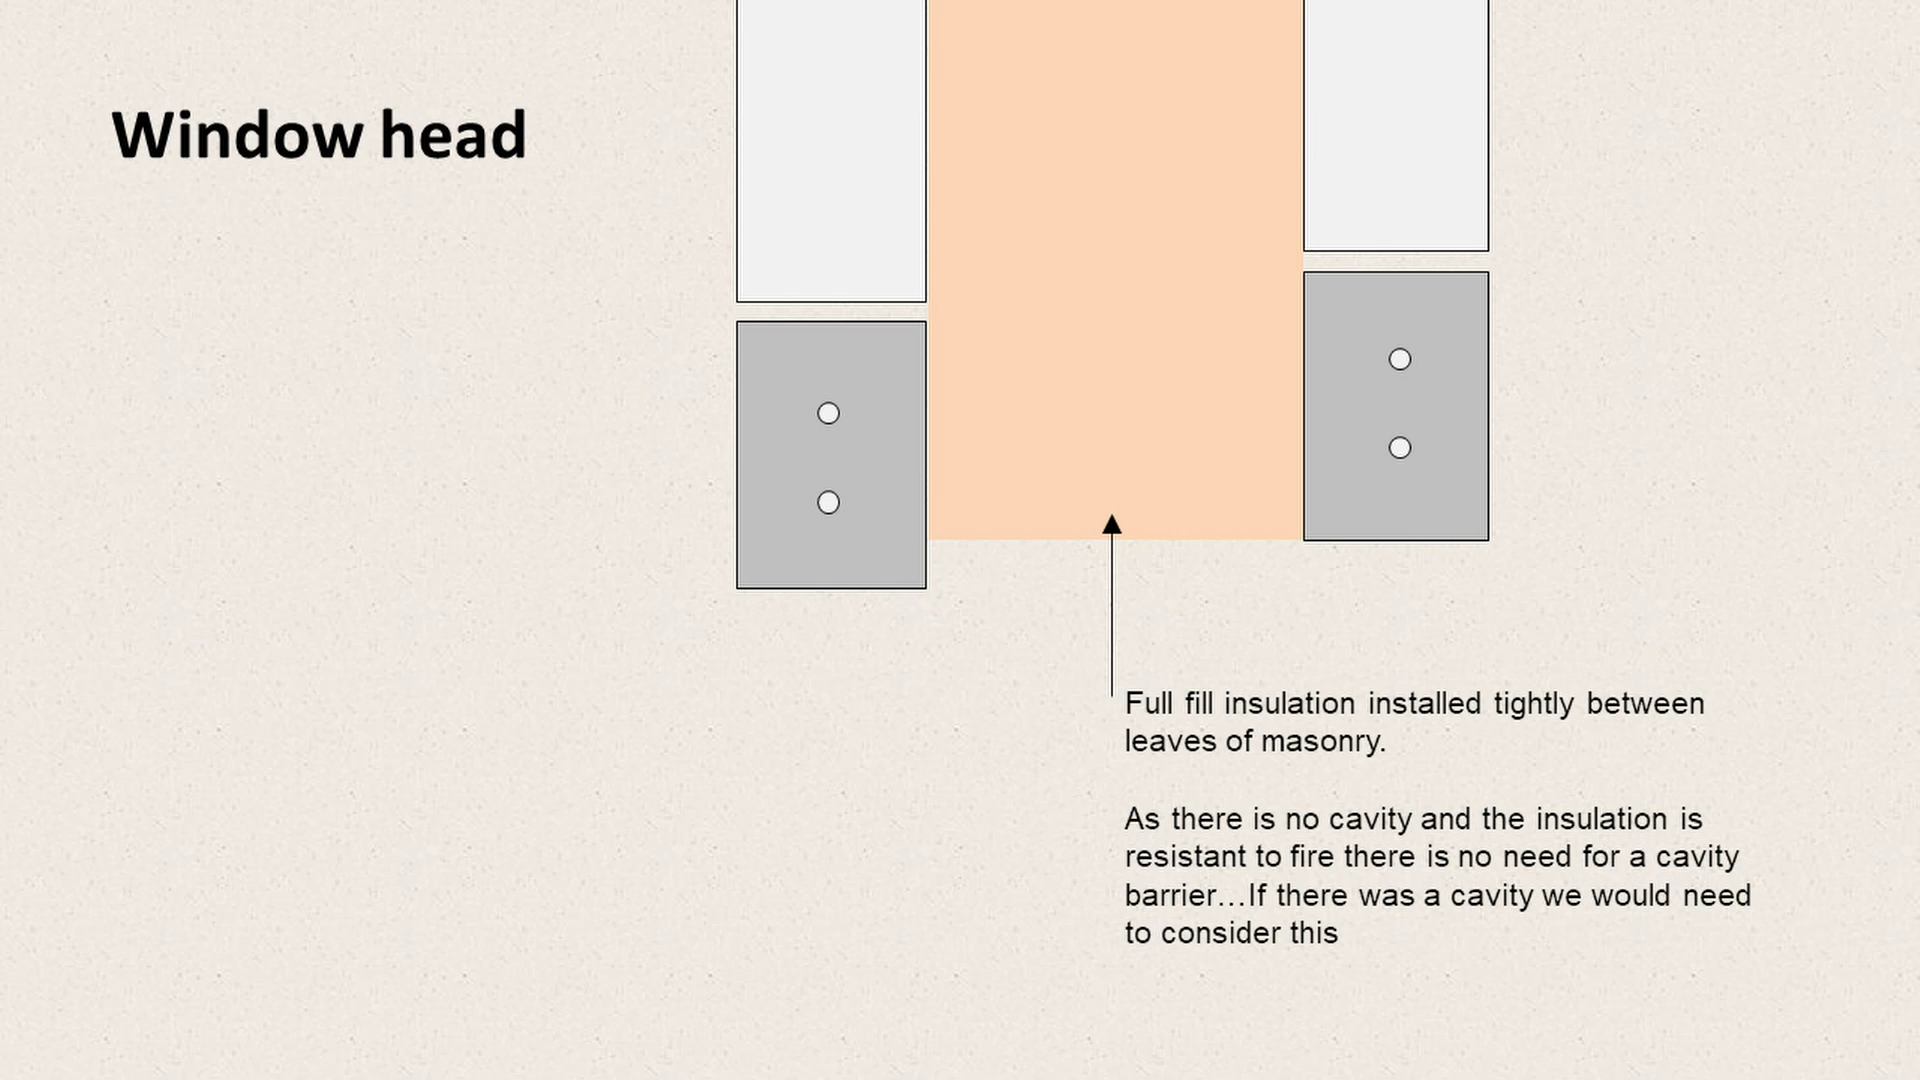 Window head
Full fill insulation installed tightly between
leaves of masonry.
As there is no cavity and the insulation is
resistant to fire there is no need for a cavity
barrier…If there was a cavity we would need
to consider this